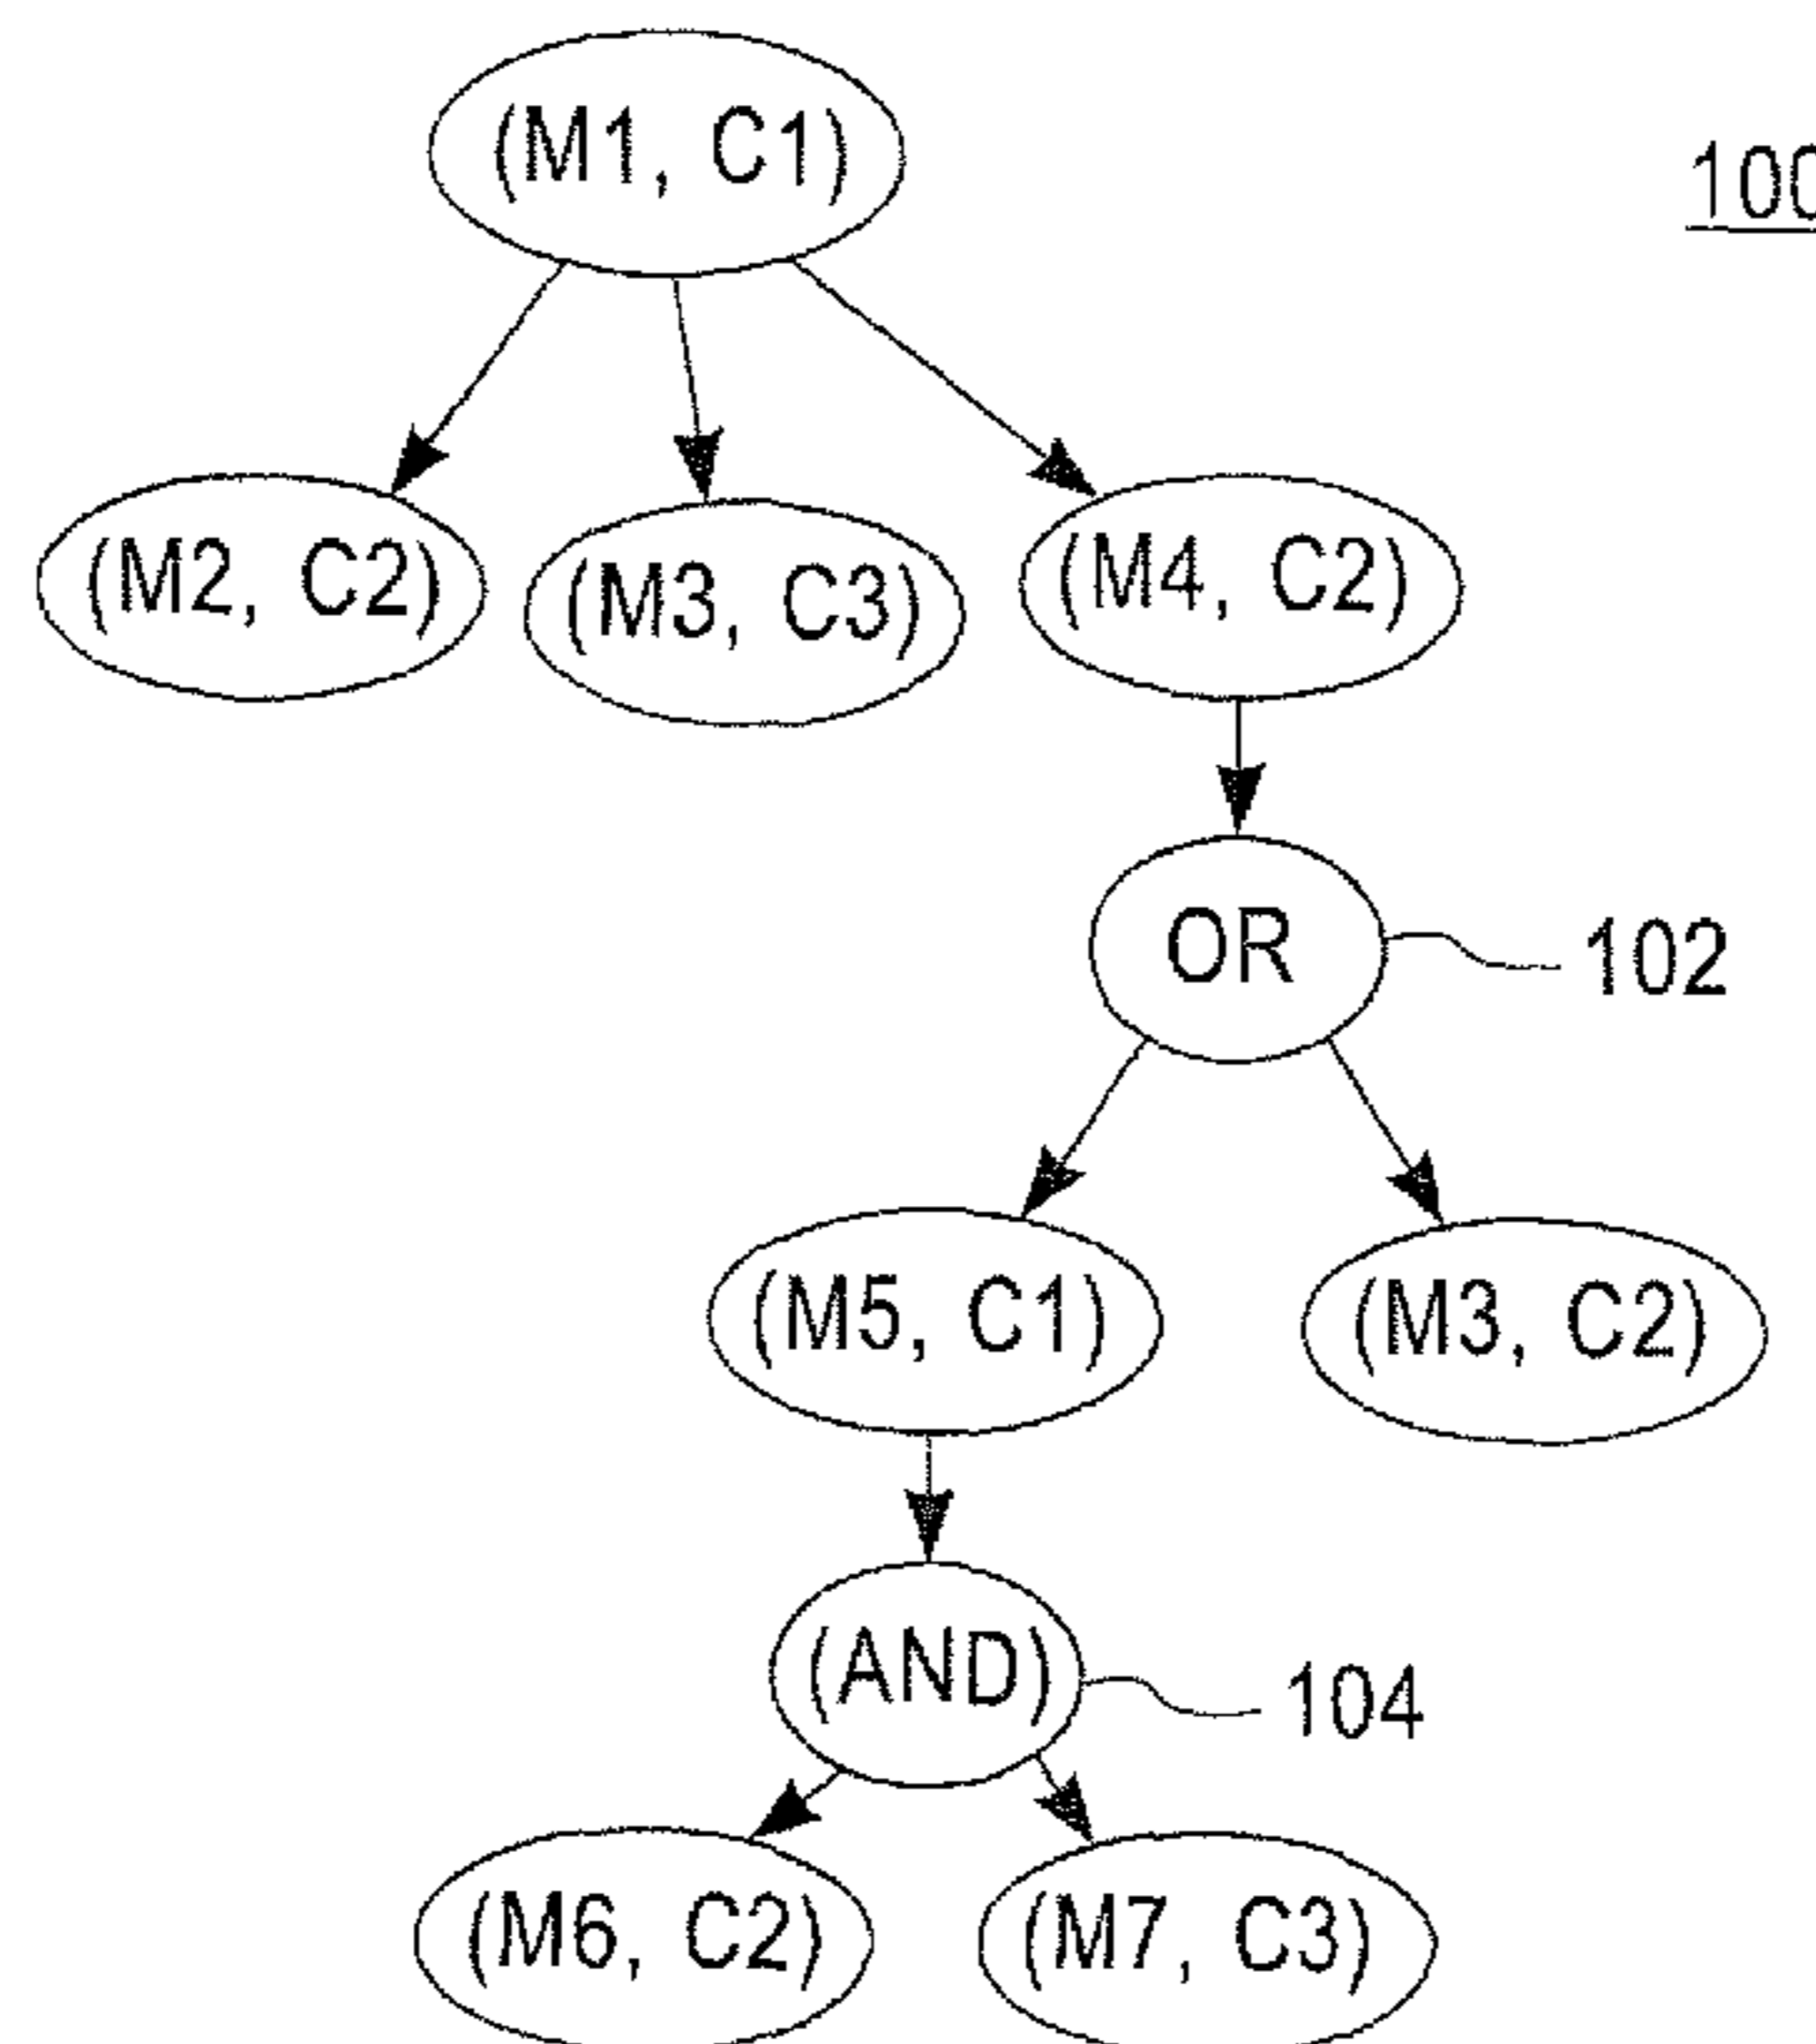 (M1, C1)
100
(M2, C2)
(M3, C3)
(M4, C2)
OR
102
(M5, C1)
(M3, C2)
(AND)
104
(M6, C2)
(M7, C3)